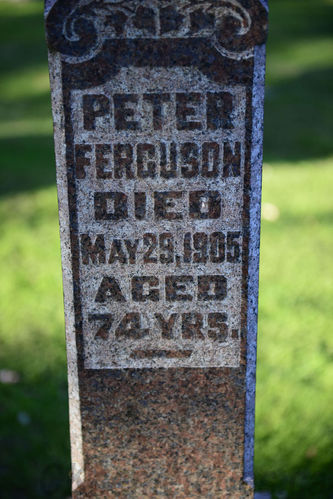 PETER
FERGUSON
DIED
MAY 29, 1905
AGED
74 YRS.